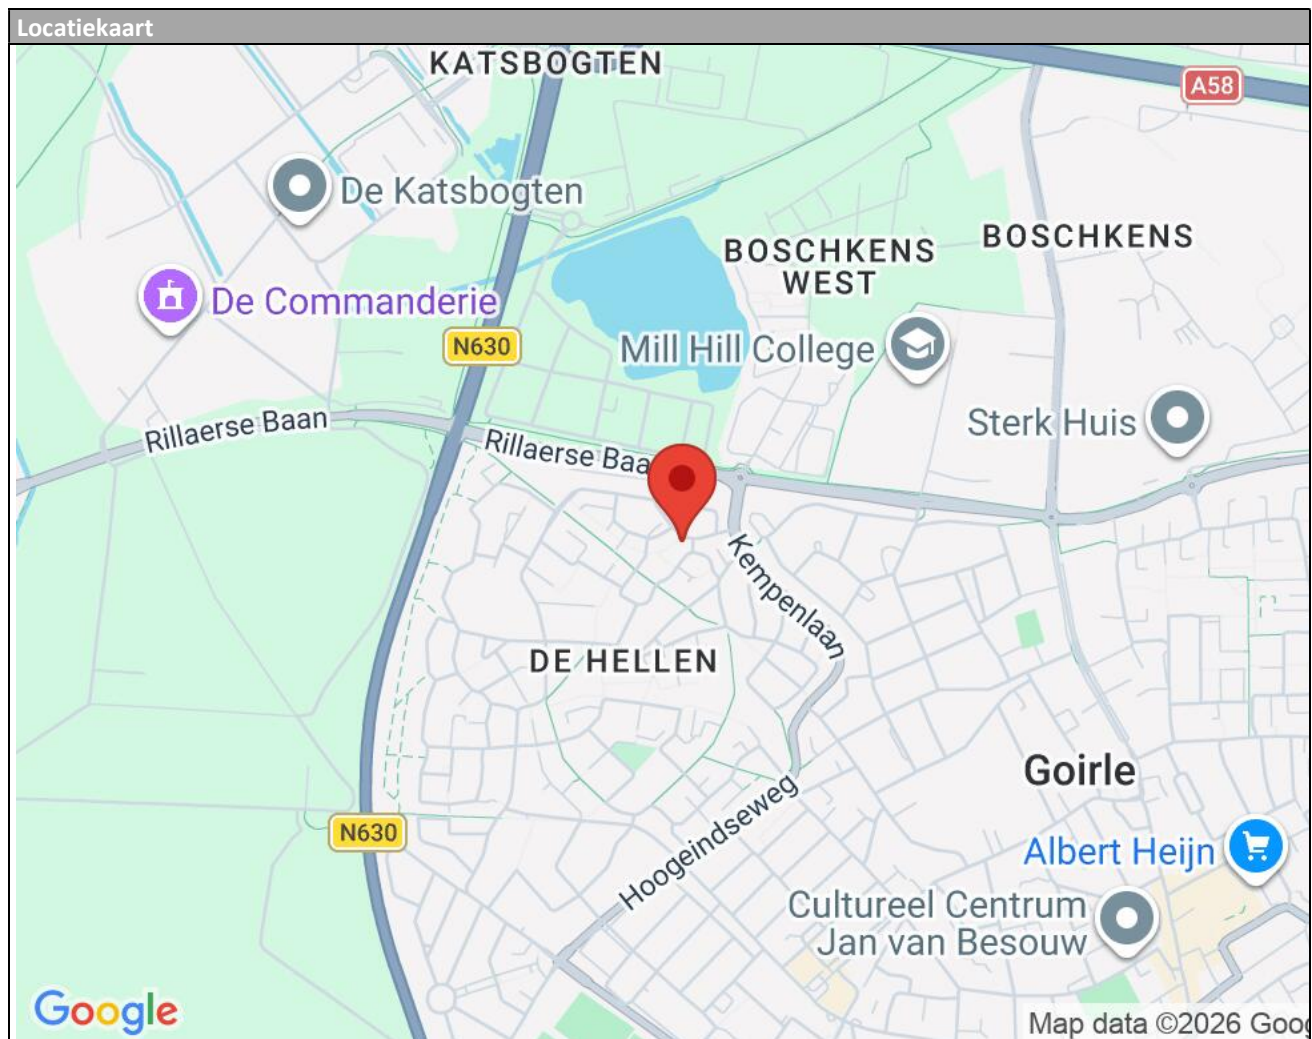 Locatiekaart
KATSBOGTEN
A58
De Katsbogten
BOSCHKENS
WEST
BOSCHKENS
De Commanderie
N630
Mill Hill College
Sterk Huis
Rillaerse Baan
Rillaerse Baa
Kempenlaan
DE HELLEN
Goirle
Hoogeindseweg
N630
Albert Heijn
Cultureel Centrum
Jan van Besouw
Google
Map data ©2026 Goog